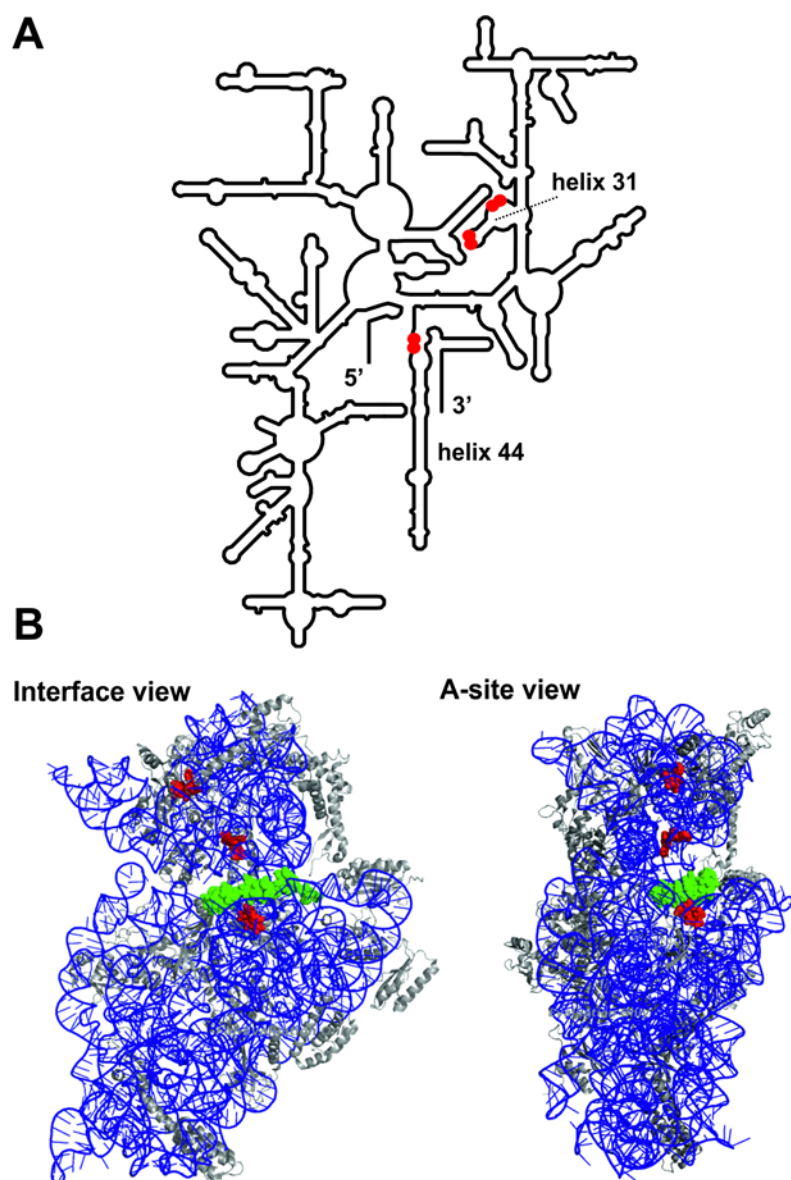 A
helix 31
5’
3’
helix 44
B
Interface view
A-site view